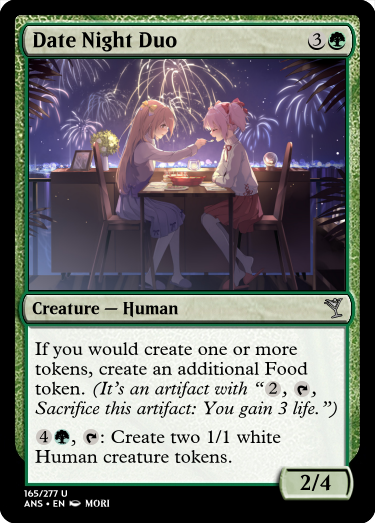 Date Night Duo 3
Creature — Human
If you would create one or more
tokens, create an additional Food
token. (It's an artifact with “2, ,
Sacrifice this artifact: You gain 3 life.”)
4 , : Create two 1/1 white
Human creature tokens.
2/4
165/277 U
ANS • EN MORI